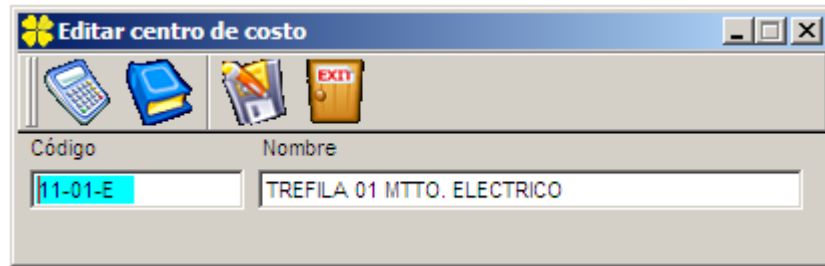 Editar centro de costo
EXIT
Código Nombre
11-01-E TREFILA 01 MTTO. ELECTRICO